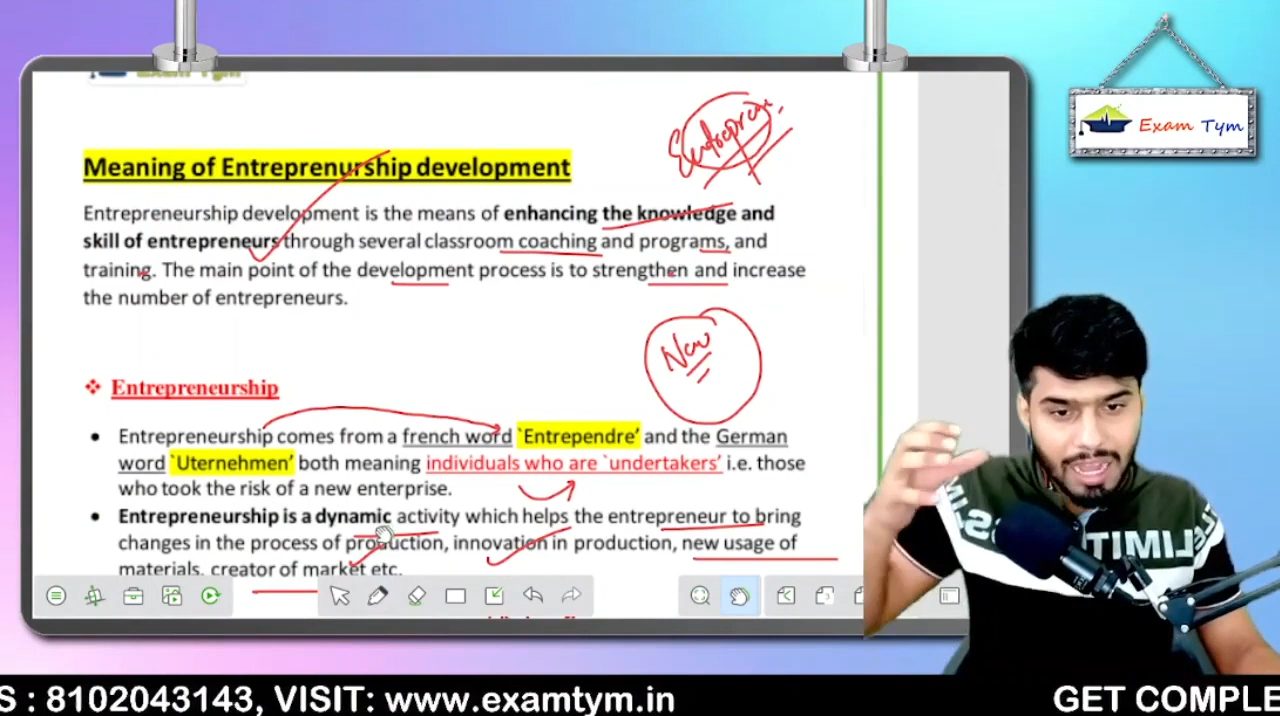 Exam Tym
Meaning of Entreprenurship development
Entrepreneurship development is the means of enhancing the knowledge and
skill of entrepreneurs through several classroom coaching and programs, and
training. The main point of the development process is to strengthen and increase
the number of entrepreneurs.
New
❖ Entrepreneurship
• Entrepreneurship comes from a french word `Entrependre’ and the German
word `Uternehmen’ both meaning individuals who are `undertakers’ i.e. those
who took the risk of a new enterprise.
• Entrepreneurship is a dynamic activity which helps the entrepreneur to bring
changes in the process of production, innovation in production, new usage of
materials, creator of market etc.
LIMIT
S : 8102043143, VISIT: www.examtym.in
GET COMPLE